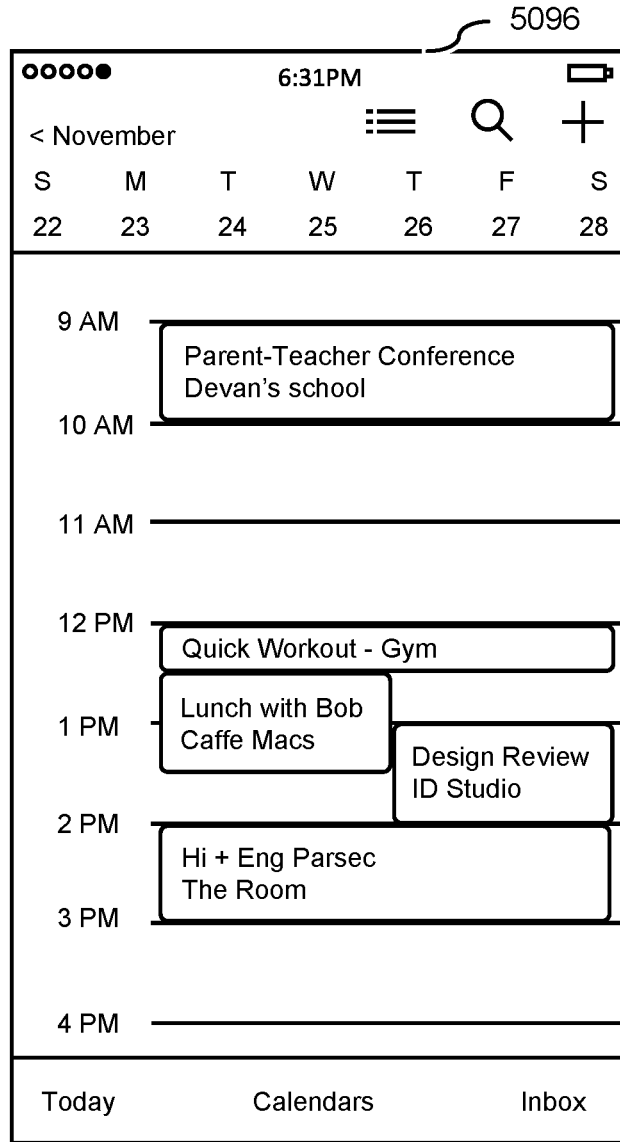 5096
6:31PM
< November
S M T W T F S
22 23 24 25 26 27 28
9 AM
Parent-Teacher Conference
Devan's school
10 AM
11 AM
12 PM
Quick Workout - Gym
Lunch with Bob
Caffe Macs
1 PM
Design Review
ID Studio
2 PM
Hi + Eng Parsec
The Room
3 PM
4 PM
Today Calendars Inbox